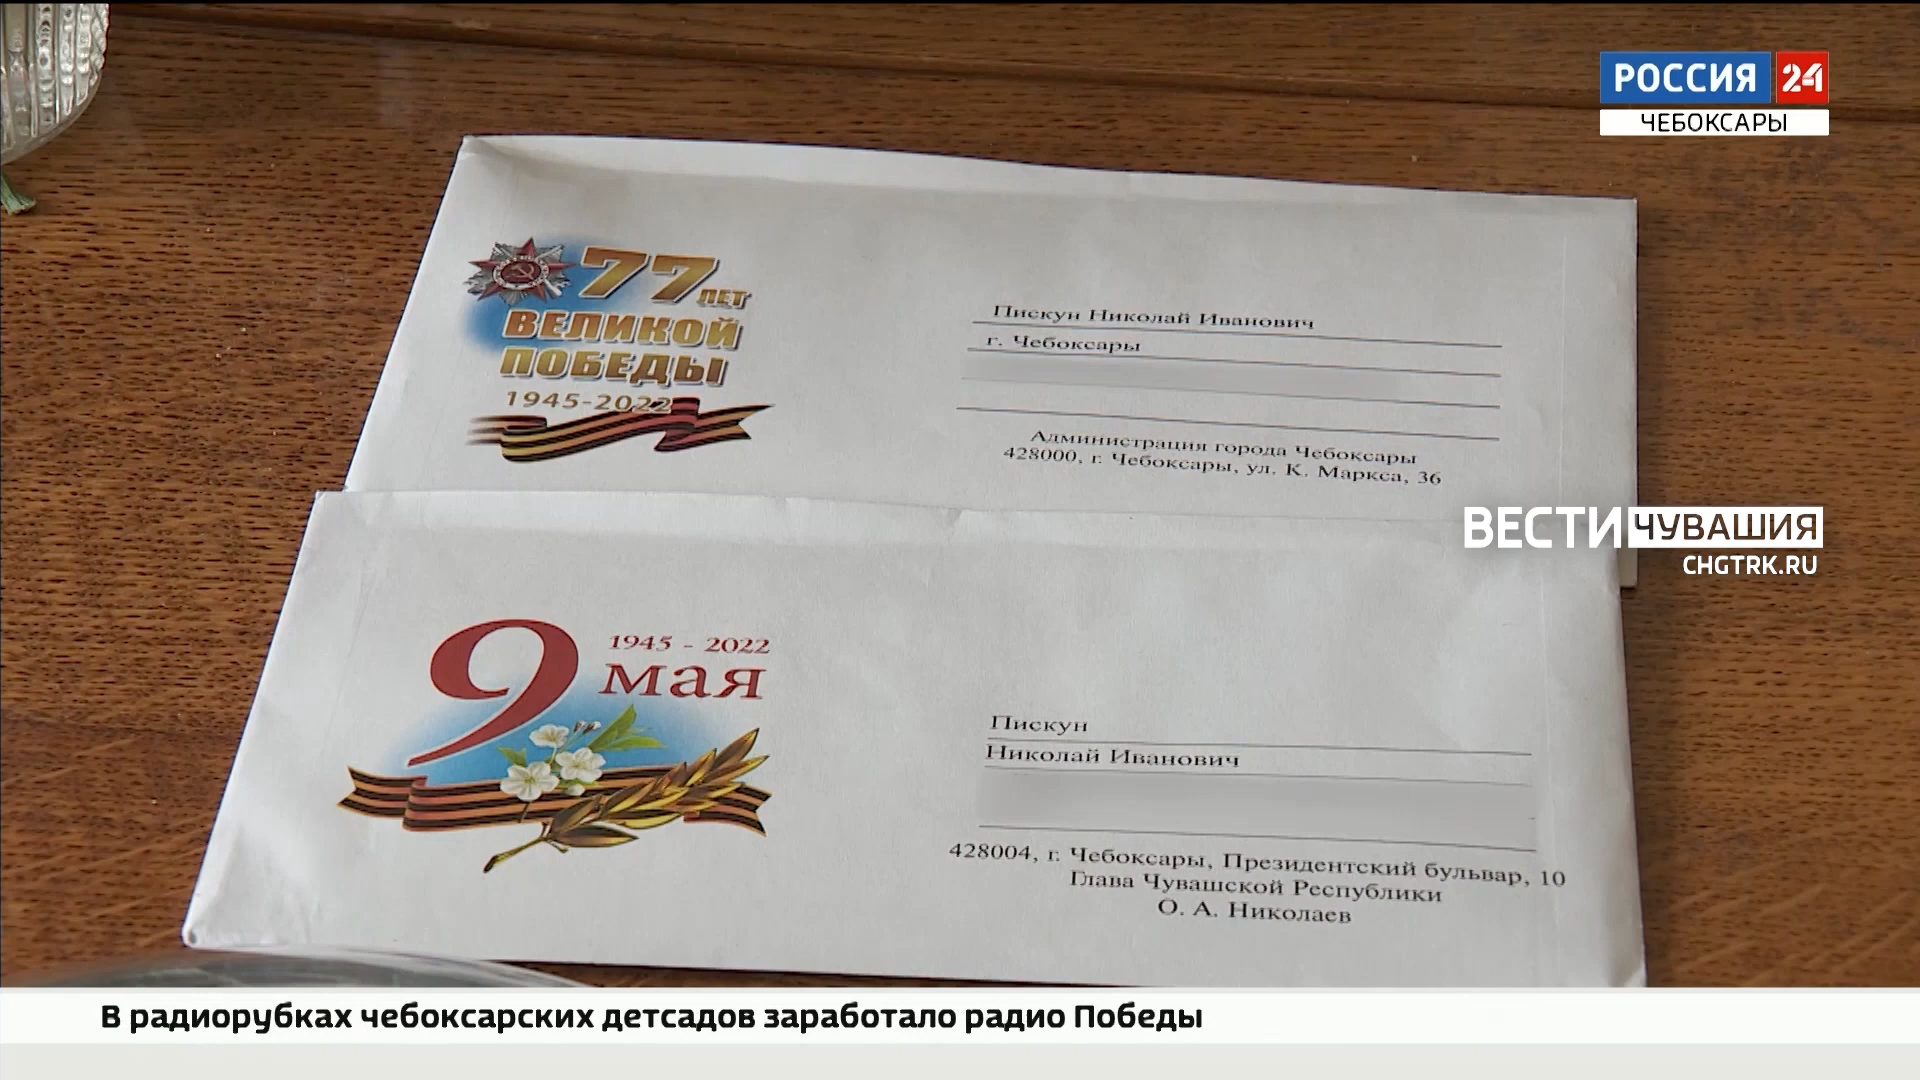 РОССИЯ 24
ЧЕБОКСАРЫ
77 ЛЕТ
ВЕЛИКОЙ
ПОБЕДЫ
1945-2022
Пискун Николай Иванович
г. Чебоксары
Администрация города Чебоксары
428000, г. Чебоксары, ул. К. Маркса, 36
ВЕСТИ ЧУВАШИЯ
CHGTRK.RU
1945 - 2022
9 мая
Пискун
Николай Иванович
428004, г. Чебоксары, Президентский бульвар, 10
Глава Чувашской Республики
О. А. Николаев
В радиорубках чебоксарских детсадов заработало радио Победы